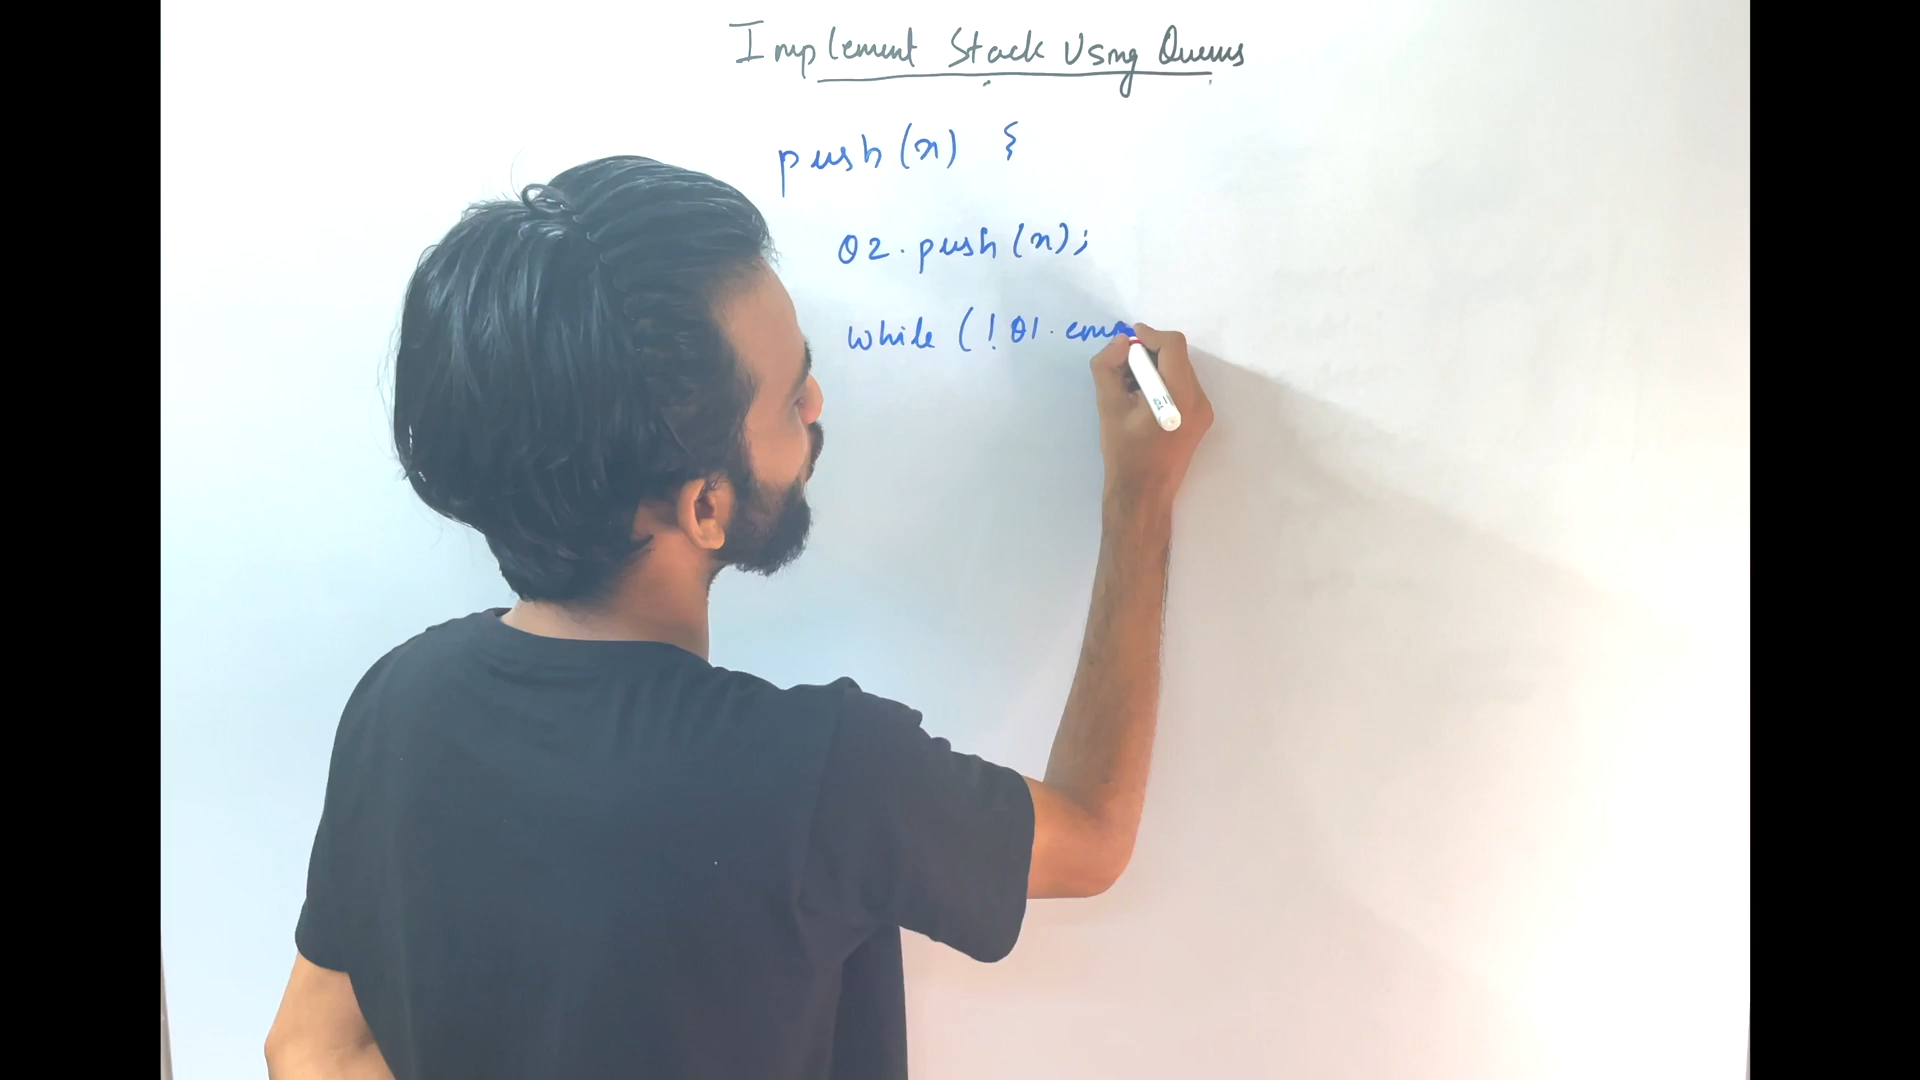 Implement Stack Using Queues
push (x) {
Q2.push (x);
while ( ! Q1.em